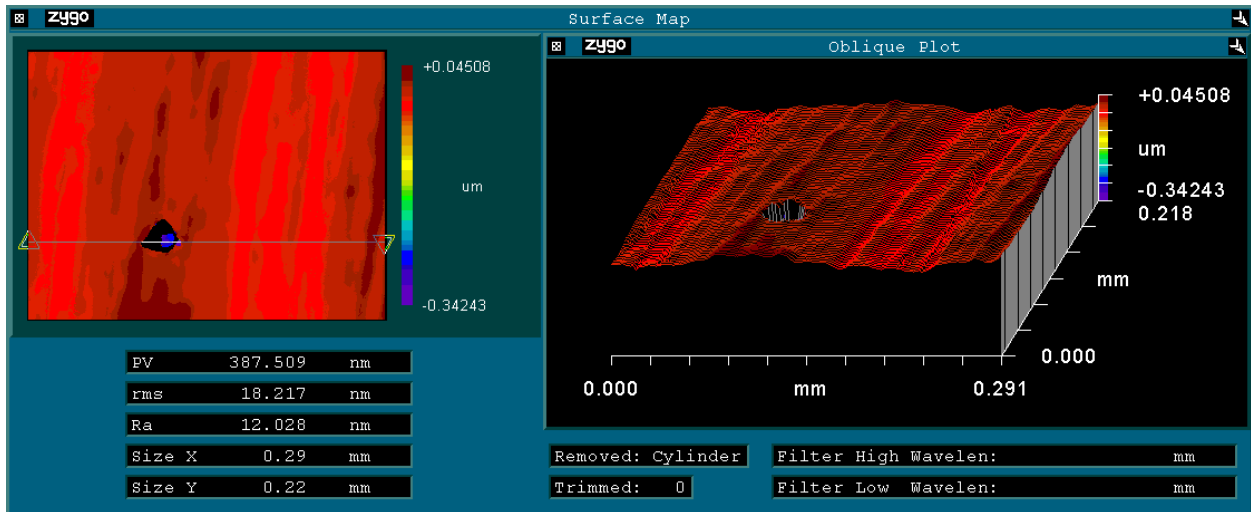 zygo Surface Map
+0.04508
um
-0.34243
PV 387.509 nm
rms 18.217 nm
Ra 12.028 nm
Size X 0.29 mm
Size Y 0.22 mm
zygo Oblique Plot
+0.04508
um
-0.34243
0.218
mm
0.000
0.000 mm 0.291
Removed: Cylinder
Trimmed: 0
Filter High Wavelen: mm
Filter Low Wavelen: mm